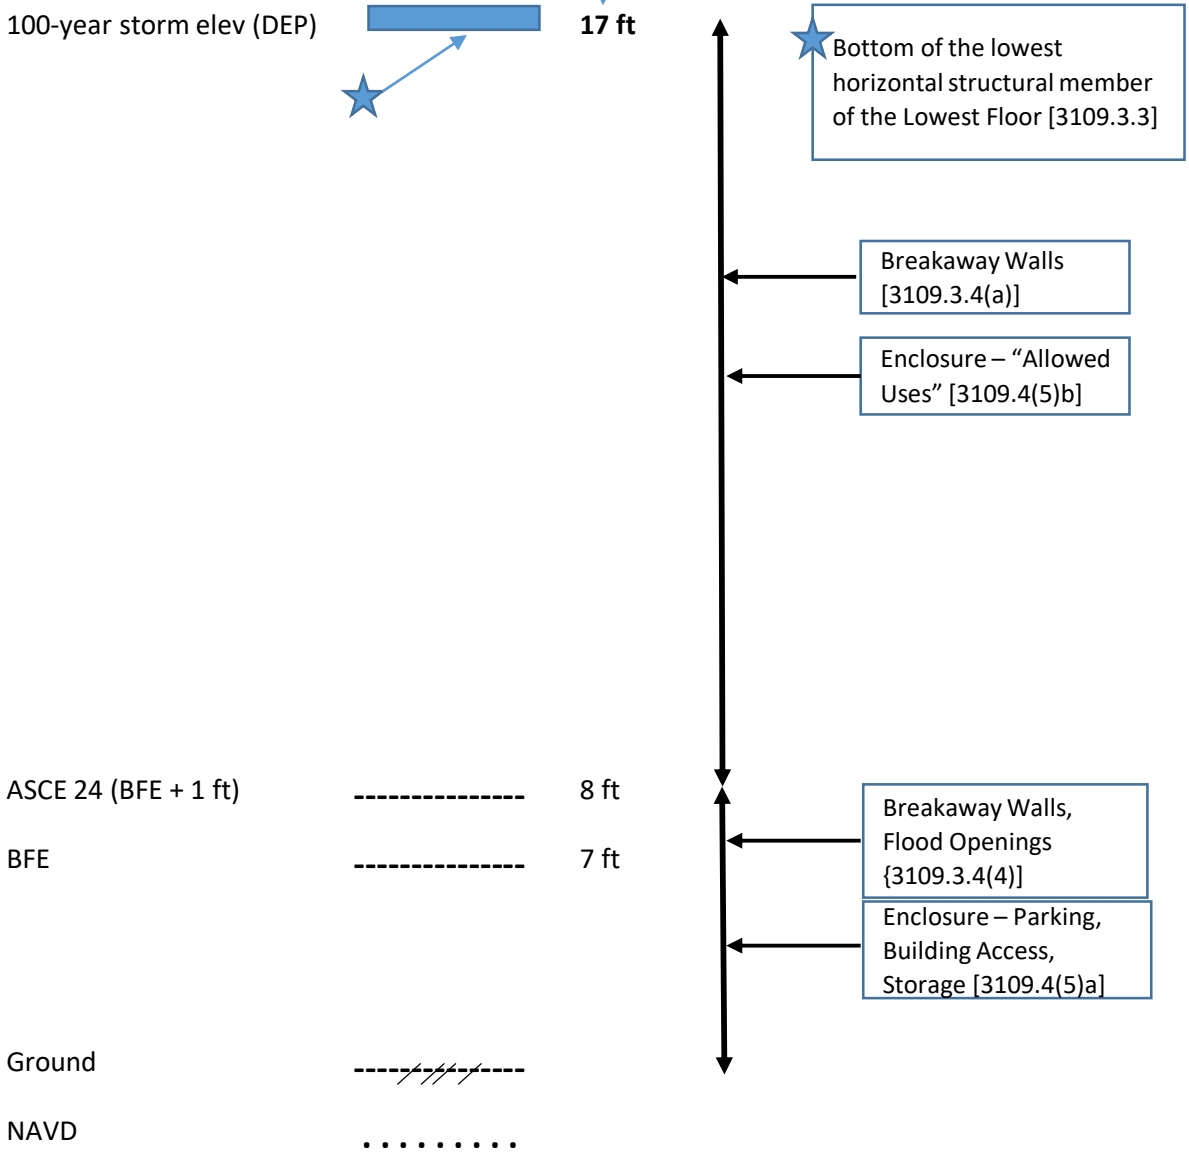 100-year storm elev (DEP) 17 ft
Bottom of the lowest
horizontal structural member
of the Lowest Floor [3109.3.3]
Breakaway Walls
[3109.3.4(a)]
Enclosure – “Allowed
Uses” [3109.4(5)b]
ASCE 24 (BFE + 1 ft) 8 ft
BFE 7 ft
Breakaway Walls,
Flood Openings
{3109.3.4(4)]
Enclosure – Parking,
Building Access,
Storage [3109.4(5)a]
Ground
NAVD